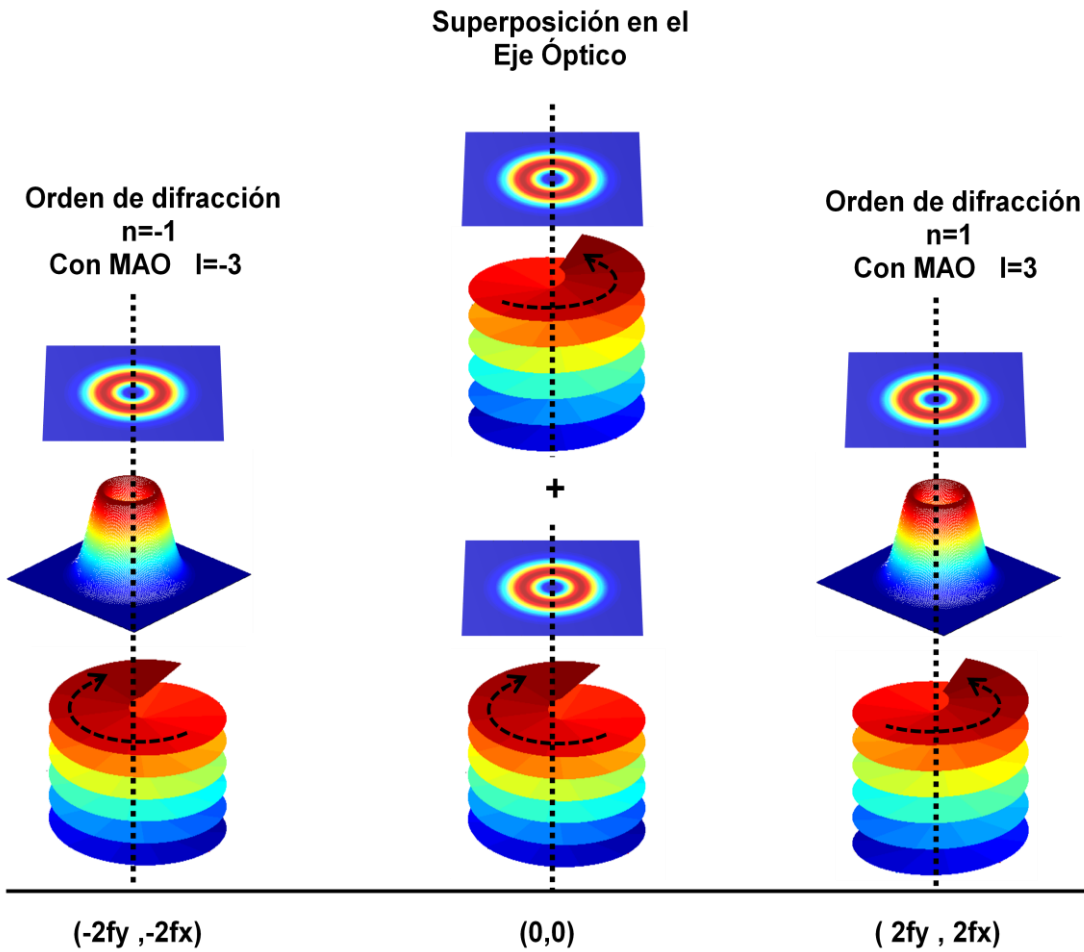 Superposición en el
Eje Óptico
Orden de difracción
n=-1
Con MAO l=-3
Orden de difracción
n=1
Con MAO l=3
+
(-2fy ,-2fx)
(0,0)
( 2fy , 2fx)